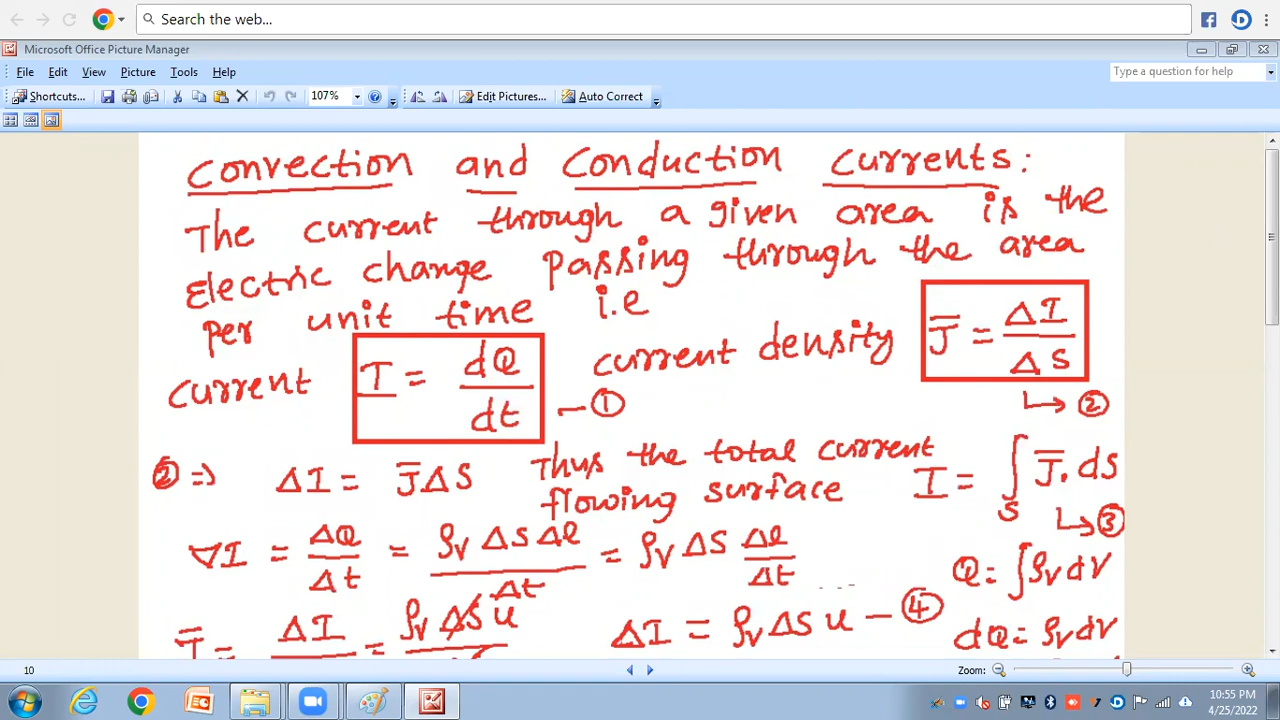 Search the web...
Microsoft Office Picture Manager
File Edit View Picture Tools Help
Type a question for help
Shortcuts... 107% Edit Pictures... Auto Correct
Convection and Conduction Currents:
The current through a given area is the
Electric change passing through the area
per unit time i.e
current I = dQ/dt – ① current density J̅ = ΔI/ΔS
↳ ②
② ⇒ ΔI = J̅ΔS Thus the total current
flowing surface I = ∫_S J̅. dS
↳ ③
∇I = ΔQ/Δt = ρv ΔS Δl/Δt = ρv ΔS Δl/Δt
Q = ∫ρv dv
J̅ = ΔI = ρv ΔS u ΔI = ρv ΔS u – ④
dQ = ρv dv
10
Zoom:
10:55 PM
4/25/2022